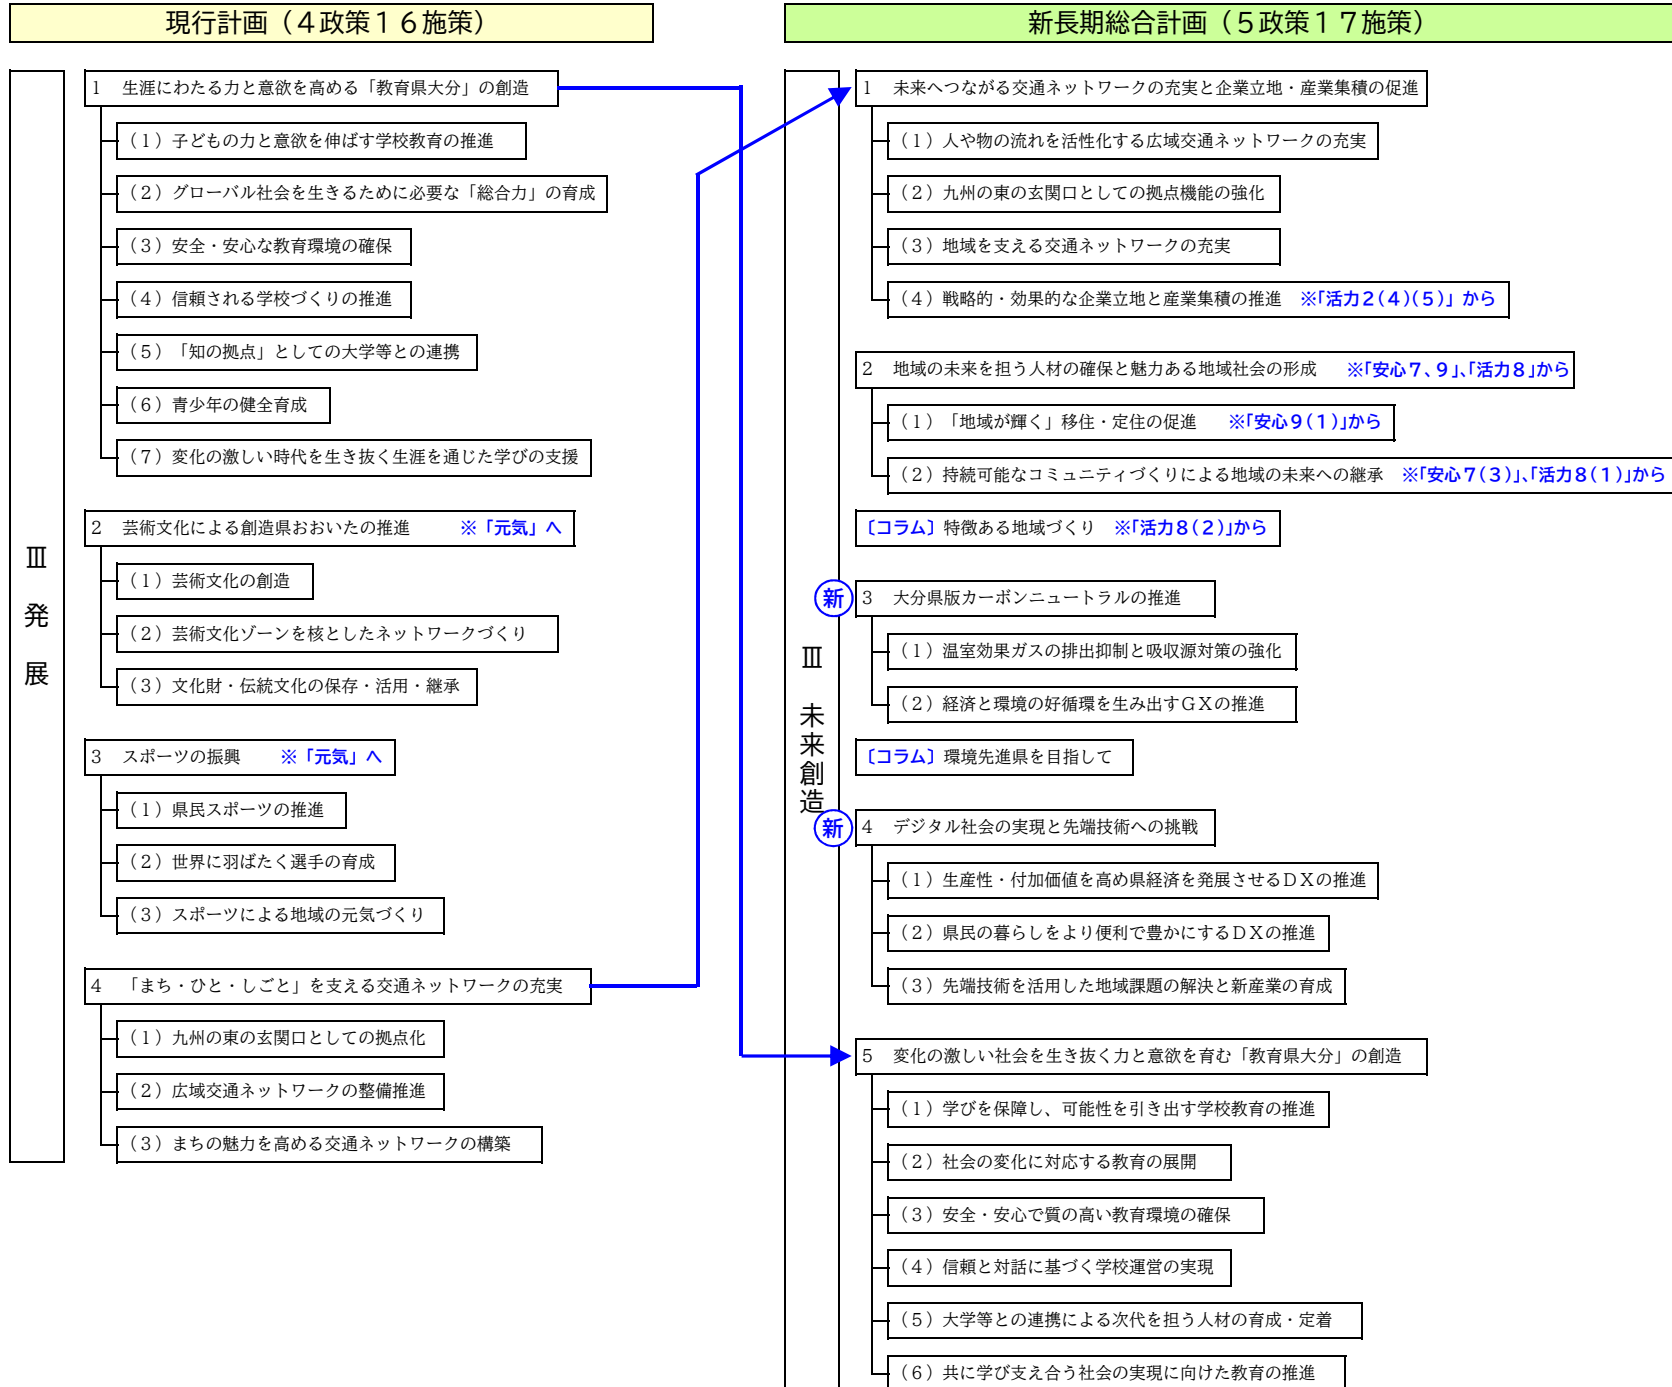 現行計画（４政策１６施策）
Ⅲ 発 展
1　生涯にわたる力と意欲を高める「教育県大分」の創造
（1）子どもの力と意欲を伸ばす学校教育の推進
（2）グローバル社会を生きるために必要な「総合力」の育成
（3）安全・安心な教育環境の確保
（4）信頼される学校づくりの推進
（5）「知の拠点」としての大学等との連携
（6）青少年の健全育成
（7）変化の激しい時代を生き抜く生涯を通じた学びの支援
2　芸術文化による創造県おおいたの推進　※「元気」へ
（1）芸術文化の創造
（2）芸術文化ゾーンを核としたネットワークづくり
（3）文化財・伝統文化の保存・活用・継承
3　スポーツの振興　※「元気」へ
（1）県民スポーツの推進
（2）世界に羽ばたく選手の育成
（3）スポーツによる地域の元気づくり
4　「まち・ひと・しごと」を支える交通ネットワークの充実
（1）九州の東の玄関口としての拠点化
（2）広域交通ネットワークの整備推進
（3）まちの魅力を高める交通ネットワークの構築
新長期総合計画（５政策１７施策）
Ⅲ 未来創造
1　未来へつながる交通ネットワークの充実と企業立地・産業集積の促進
（1）人や物の流れを活性化する広域交通ネットワークの充実
（2）九州の東の玄関口としての拠点機能の強化
（3）地域を支える交通ネットワークの充実
（4）戦略的・効果的な企業立地と産業集積の推進　※「活力２（４）（５）」から
2　地域の未来を担う人材の確保と魅力ある地域社会の形成　※「安心７、９」、「活力８」から
（1）「地域が輝く」移住・定住の促進　※「安心９（１）」から
（2）持続可能なコミュニティづくりによる地域の未来への継承　※「安心７（３）」、「活力８（１）」から
〔コラム〕特徴ある地域づくり　※「活力８（２）」から
新
3　大分県版カーボンニュートラルの推進
（1）温室効果ガスの排出抑制と吸収源対策の強化
（2）経済と環境の好循環を生み出すＧＸの推進
〔コラム〕環境先進県を目指して
新
4　デジタル社会の実現と先端技術への挑戦
（1）生産性・付加価値を高め県経済を発展させるＤＸの推進
（2）県民の暮らしをより便利で豊かにするＤＸの推進
（3）先端技術を活用した地域課題の解決と新産業の育成
5　変化の激しい社会を生き抜く力と意欲を育む「教育県大分」の創造
（1）学びを保障し、可能性を引き出す学校教育の推進
（2）社会の変化に対応する教育の展開
（3）安全・安心で質の高い教育環境の確保
（4）信頼と対話に基づく学校運営の実現
（5）大学等との連携による次代を担う人材の育成・定着
（6）共に学び支え合う社会の実現に向けた教育の推進